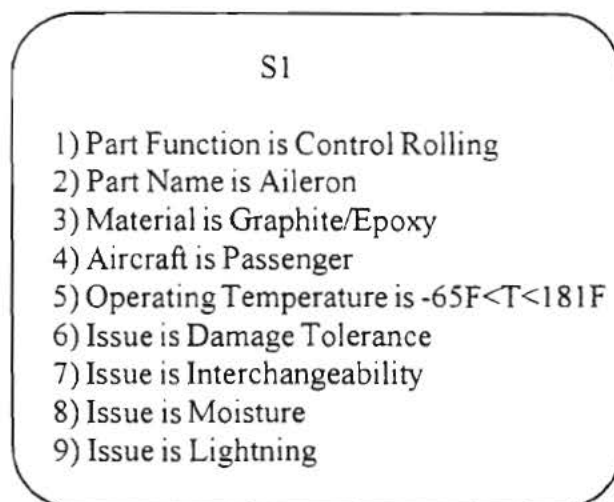 S1
1) Part Function is Control Rolling
2) Part Name is Aileron
3) Material is Graphite/Epoxy
4) Aircraft is Passenger
5) Operating Temperature is -65F<T<181F
6) Issue is Damage Tolerance
7) Issue is Interchangeability
8) Issue is Moisture
9) Issue is Lightning